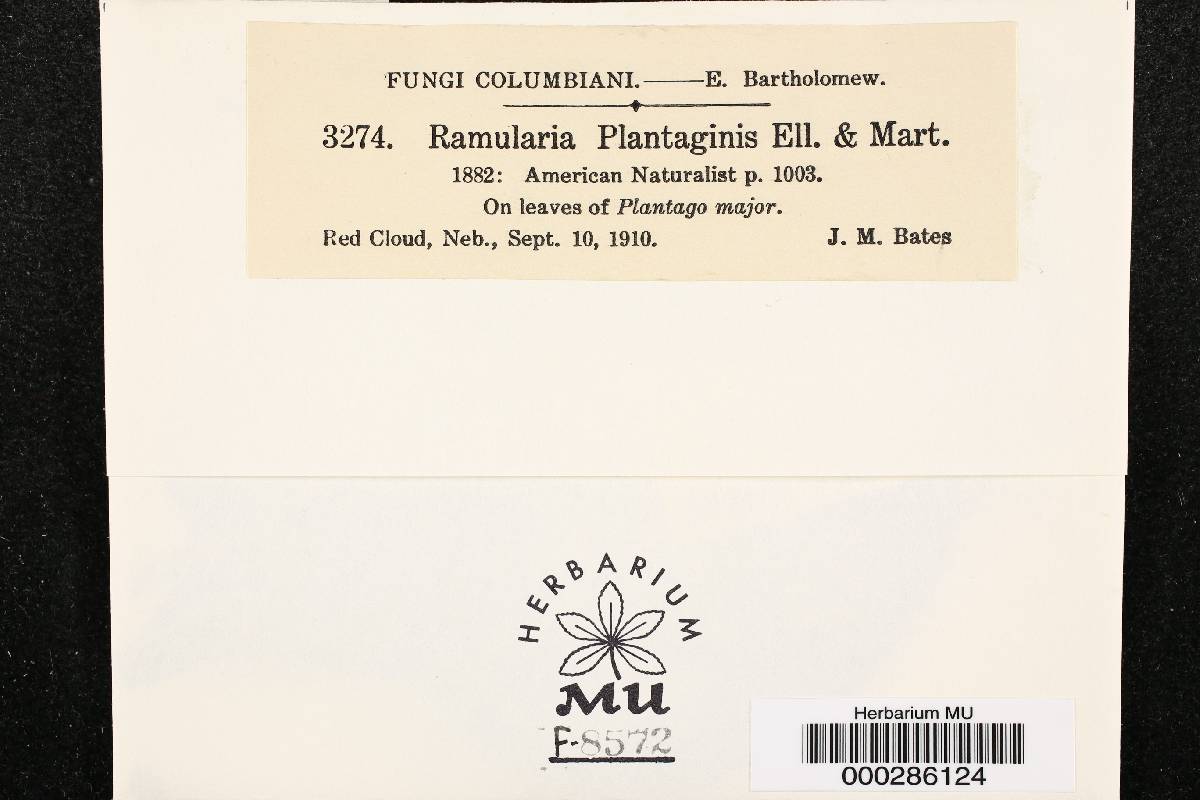 FUNGI COLUMBIANI.——E. Bartholomew.
3274. Ramularia Plantaginis Ell. & Mart.
1882: American Naturalist p. 1003.
On leaves of Plantago major.
Red Cloud, Neb., Sept. 10, 1910. J. M. Bates
HERBARIUM
MU
F-8572
Herbarium MU
000286124